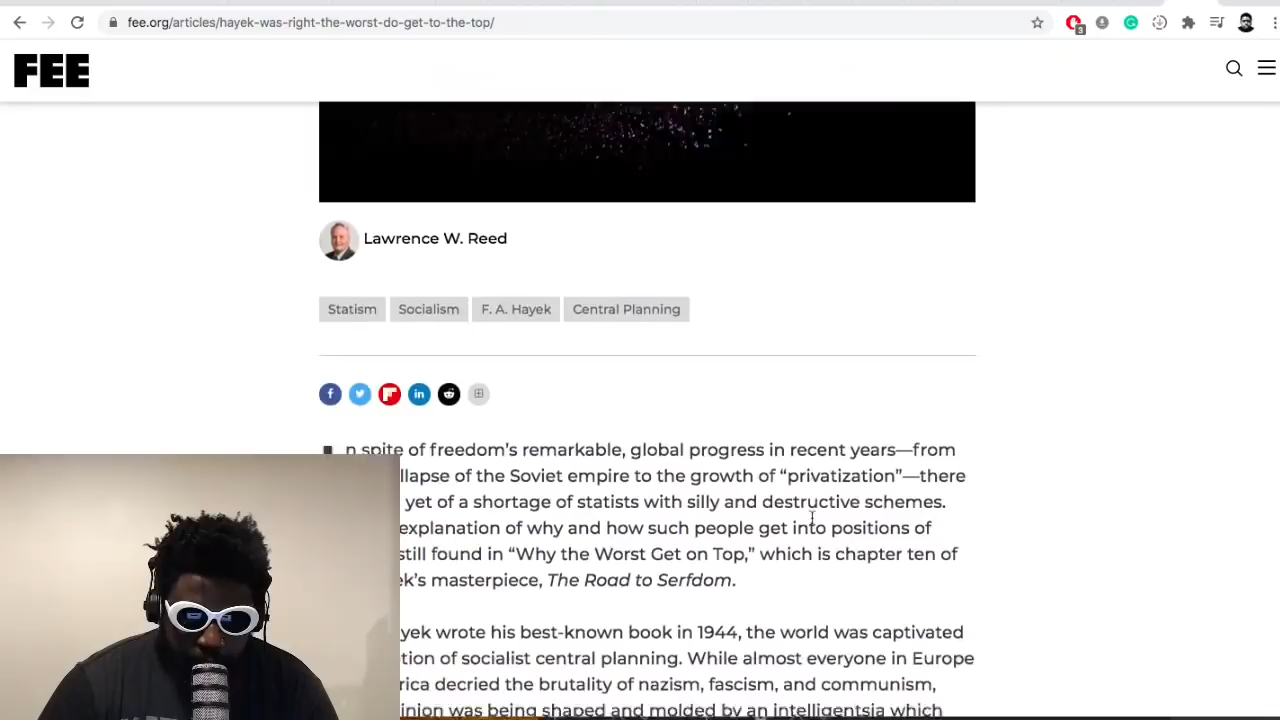 fee.org/articles/hayek-was-right-the-worst-do-get-to-the-top/
3
FEE
Lawrence W. Reed
Statism Socialism F. A. Hayek Central Planning
n spite of freedom's remarkable, global progress in recent years—from
llapse of the Soviet empire to the growth of “privatization”—there
yet of a shortage of statists with silly and destructive schemes.
explanation of why and how such people get into positions of
still found in “Why the Worst Get on Top,” which is chapter ten of
ek's masterpiece, The Road to Serfdom.
yek wrote his best-known book in 1944, the world was captivated
tion of socialist central planning. While almost everyone in Europe
rica decried the brutality of nazism, fascism, and communism,
inion was being shaped and molded by an intelligentsia which